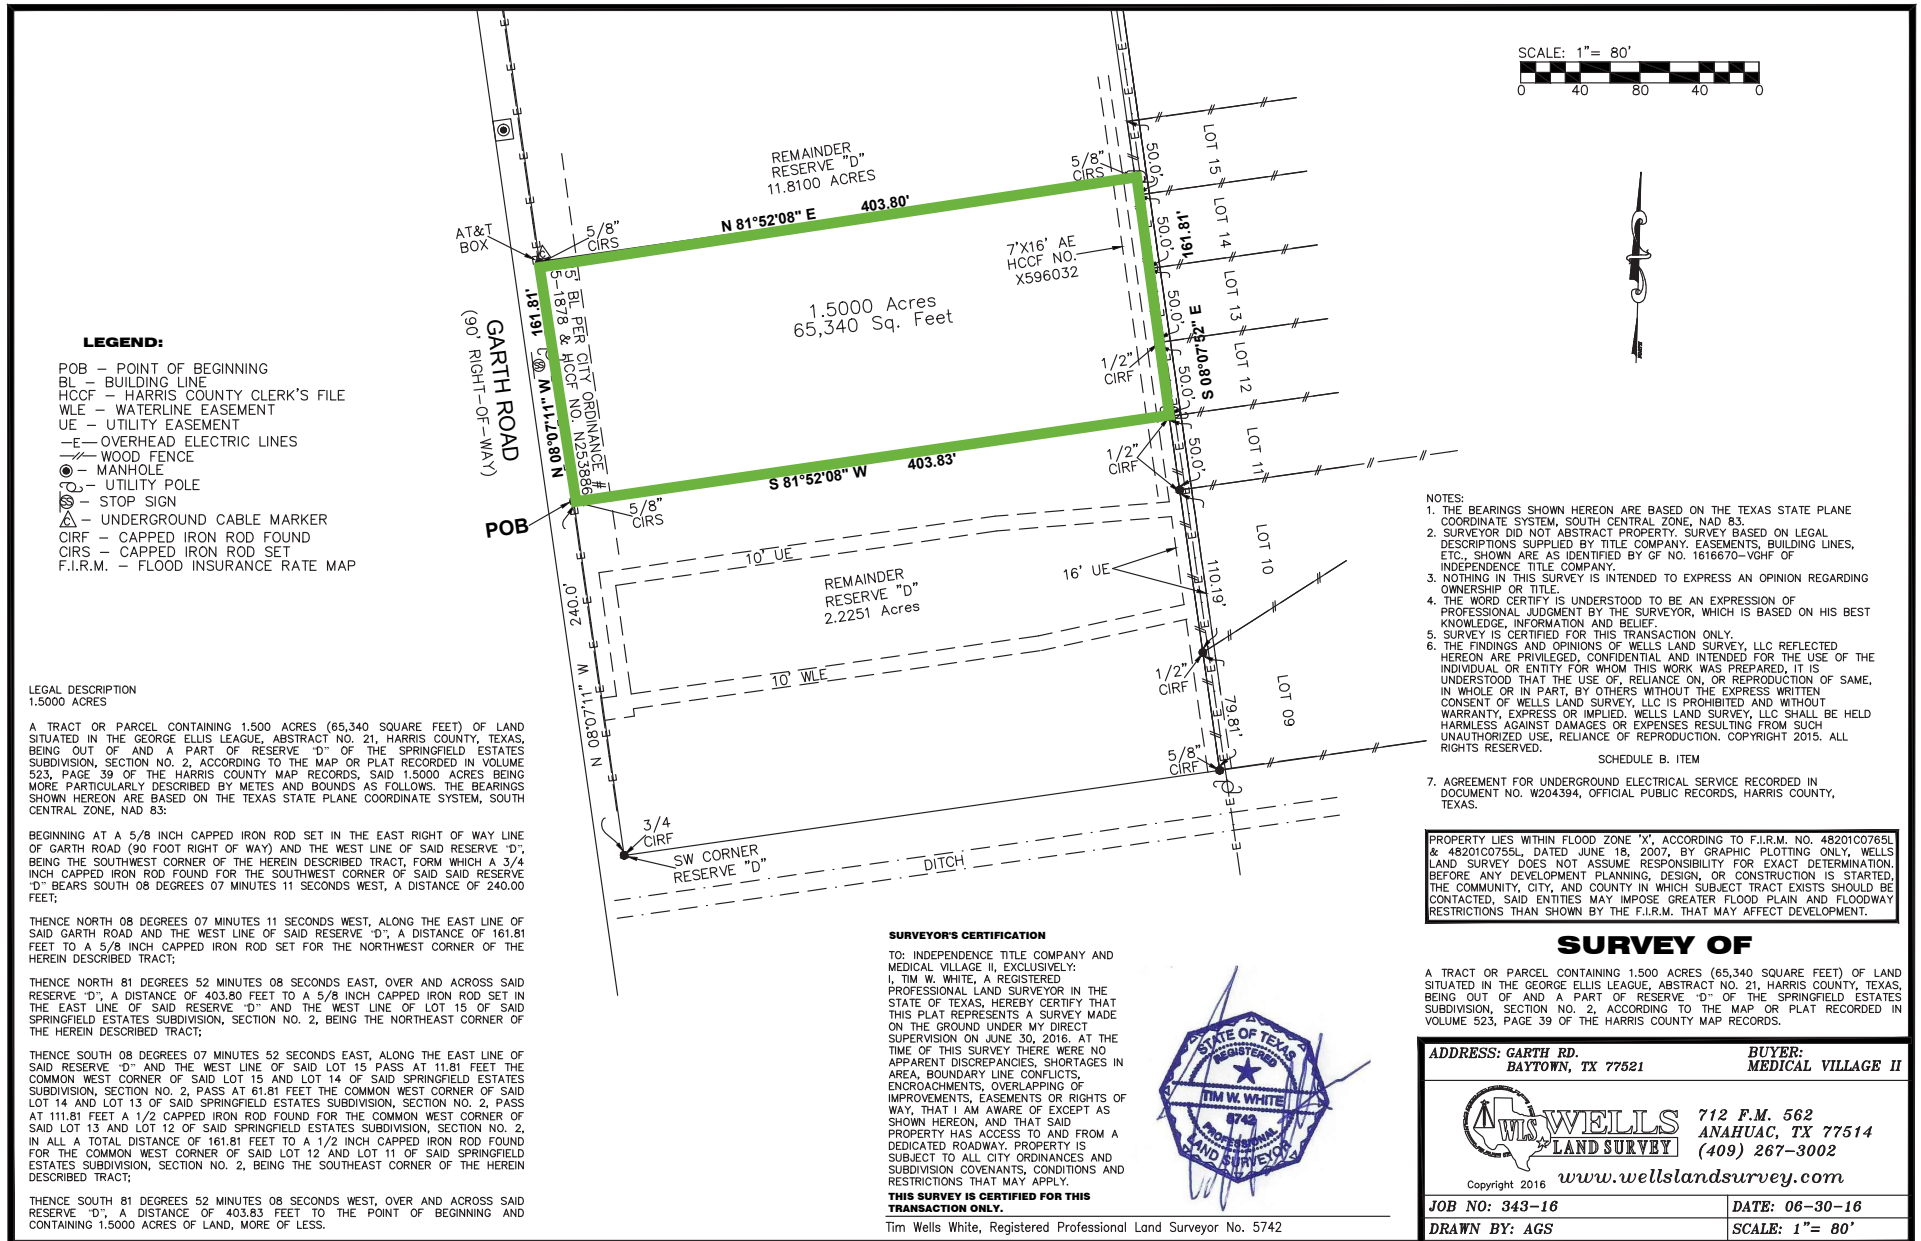 SCALE: 1"= 80'
0 40 80 40 0
REMAINDER
RESERVE "D"
11.8100 ACRES
5/8"
CIRS
AT&T
BOX
5/8"
CIRS
N 81°52'08" E 403.80'
7'X16' AE
HCCF NO.
X596032
1.5000 Acres
65,340 Sq. Feet
161.81'
N 08°07'11" W
5' BL PER CITY ORDINANCE #
5-1878 & HCCF NO. N253886
GARTH ROAD
(90' RIGHT-OF-WAY)
50.0'
50.0'
50.0'
50.0'
50.0'
161.81'
S 08°07'52" E
LOT 15
LOT 14
LOT 13
LOT 12
LOT 11
LOT 10
LOT 09
1/2"
CIRF
1/2"
CIRF
S 81°52'08" W 403.83'
POB
5/8"
CIRS
10' UE
REMAINDER
RESERVE "D"
2.2251 Acres
16' UE
110.19'
10' WLE
1/2"
CIRF
79.81'
5/8"
CIRF
N 08°07'11" W 240.0'
3/4
CIRF
SW CORNER
RESERVE "D"
DITCH
LEGEND:
POB – POINT OF BEGINNING
BL – BUILDING LINE
HCCF – HARRIS COUNTY CLERK'S FILE
WLE – WATERLINE EASEMENT
UE – UTILITY EASEMENT
—E— OVERHEAD ELECTRIC LINES
—//— WOOD FENCE
– MANHOLE
– UTILITY POLE
– STOP SIGN
– UNDERGROUND CABLE MARKER
CIRF – CAPPED IRON ROD FOUND
CIRS – CAPPED IRON ROD SET
F.I.R.M. – FLOOD INSURANCE RATE MAP
LEGAL DESCRIPTION
1.5000 ACRES
A TRACT OR PARCEL CONTAINING 1.500 ACRES (65,340 SQUARE FEET) OF LAND
SITUATED IN THE GEORGE ELLIS LEAGUE, ABSTRACT NO. 21, HARRIS COUNTY, TEXAS,
BEING OUT OF AND A PART OF RESERVE "D" OF THE SPRINGFIELD ESTATES
SUBDIVISION, SECTION NO. 2, ACCORDING TO THE MAP OR PLAT RECORDED IN VOLUME
523, PAGE 39 OF THE HARRIS COUNTY MAP RECORDS, SAID 1.5000 ACRES BEING
MORE PARTICULARLY DESCRIBED BY METES AND BOUNDS AS FOLLOWS. THE BEARINGS
SHOWN HEREON ARE BASED ON THE TEXAS STATE PLANE COORDINATE SYSTEM, SOUTH
CENTRAL ZONE, NAD 83:
BEGINNING AT A 5/8 INCH CAPPED IRON ROD SET IN THE EAST RIGHT OF WAY LINE
OF GARTH ROAD (90 FOOT RIGHT OF WAY) AND THE WEST LINE OF SAID RESERVE "D",
BEING THE SOUTHWEST CORNER OF THE HEREIN DESCRIBED TRACT, FORM WHICH A 3/4
INCH CAPPED IRON ROD FOUND FOR THE SOUTHWEST CORNER OF SAID SAID RESERVE
"D" BEARS SOUTH 08 DEGREES 07 MINUTES 11 SECONDS WEST, A DISTANCE OF 240.00
FEET;
THENCE NORTH 08 DEGREES 07 MINUTES 11 SECONDS WEST, ALONG THE EAST LINE OF
SAID GARTH ROAD AND THE WEST LINE OF SAID RESERVE "D", A DISTANCE OF 161.81
FEET TO A 5/8 INCH CAPPED IRON ROD SET FOR THE NORTHWEST CORNER OF THE
HEREIN DESCRIBED TRACT;
THENCE NORTH 81 DEGREES 52 MINUTES 08 SECONDS EAST, OVER AND ACROSS SAID
RESERVE "D", A DISTANCE OF 403.80 FEET TO A 5/8 INCH CAPPED IRON ROD SET IN
THE EAST LINE OF SAID RESERVE "D" AND THE WEST LINE OF LOT 15 OF SAID
SPRINGFIELD ESTATES SUBDIVISION, SECTION NO. 2, BEING THE NORTHEAST CORNER OF
THE HEREIN DESCRIBED TRACT;
THENCE SOUTH 08 DEGREES 07 MINUTES 52 SECONDS EAST, ALONG THE EAST LINE OF
SAID RESERVE "D" AND THE WEST LINE OF SAID LOT 15 PASS AT 11.81 FEET THE
COMMON WEST CORNER OF SAID LOT 15 AND LOT 14 OF SAID SPRINGFIELD ESTATES
SUBDIVISION, SECTION NO. 2, PASS AT 61.81 FEET THE COMMON WEST CORNER OF SAID
LOT 14 AND LOT 13 OF SAID SPRINGFIELD ESTATES SUBDIVISION, SECTION NO. 2, PASS
AT 111.81 FEET A 1/2 CAPPED IRON ROD FOUND FOR THE COMMON WEST CORNER OF
SAID LOT 13 AND LOT 12 OF SAID SPRINGFIELD ESTATES SUBDIVISION, SECTION NO. 2,
IN ALL A TOTAL DISTANCE OF 161.81 FEET TO A 1/2 INCH CAPPED IRON ROD FOUND
FOR THE COMMON WEST CORNER OF SAID LOT 12 AND LOT 11 OF SAID SPRINGFIELD
ESTATES SUBDIVISION, SECTION NO. 2, BEING THE SOUTHEAST CORNER OF THE HEREIN
DESCRIBED TRACT;
THENCE SOUTH 81 DEGREES 52 MINUTES 08 SECONDS WEST, OVER AND ACROSS SAID
RESERVE "D", A DISTANCE OF 403.83 FEET TO THE POINT OF BEGINNING AND
CONTAINING 1.5000 ACRES OF LAND, MORE OF LESS.
SURVEYOR'S CERTIFICATION
TO: INDEPENDENCE TITLE COMPANY AND
MEDICAL VILLAGE II, EXCLUSIVELY:
I, TIM W. WHITE, A REGISTERED
PROFESSIONAL LAND SURVEYOR IN THE
STATE OF TEXAS, HEREBY CERTIFY THAT
THIS PLAT REPRESENTS A SURVEY MADE
ON THE GROUND UNDER MY DIRECT
SUPERVISION ON JUNE 30, 2016. AT THE
TIME OF THIS SURVEY THERE WERE NO
APPARENT DISCREPANCIES, SHORTAGES IN
AREA, BOUNDARY LINE CONFLICTS,
ENCROACHMENTS, OVERLAPPING OF
IMPROVEMENTS, EASEMENTS OR RIGHTS OF
WAY, THAT I AM AWARE OF EXCEPT AS
SHOWN HEREON, AND THAT SAID
PROPERTY HAS ACCESS TO AND FROM A
DEDICATED ROADWAY. PROPERTY IS
SUBJECT TO ALL CITY ORDINANCES AND
SUBDIVISION COVENANTS, CONDITIONS AND
RESTRICTIONS THAT MAY APPLY.
THIS SURVEY IS CERTIFIED FOR THIS
TRANSACTION ONLY.
Tim Wells White, Registered Professional Land Surveyor No. 5742
STATE OF TEXAS
REGISTERED
TIM W. WHITE
5742
PROFESSIONAL
LAND SURVEYOR
NOTES:
1. THE BEARINGS SHOWN HEREON ARE BASED ON THE TEXAS STATE PLANE
COORDINATE SYSTEM, SOUTH CENTRAL ZONE, NAD 83.
2. SURVEYOR DID NOT ABSTRACT PROPERTY. SURVEY BASED ON LEGAL
DESCRIPTIONS SUPPLIED BY TITLE COMPANY. EASEMENTS, BUILDING LINES,
ETC., SHOWN ARE AS IDENTIFIED BY GF NO. 1616670-VGHF OF
INDEPENDENCE TITLE COMPANY.
3. NOTHING IN THIS SURVEY IS INTENDED TO EXPRESS AN OPINION REGARDING
OWNERSHIP OR TITLE.
4. THE WORD CERTIFY IS UNDERSTOOD TO BE AN EXPRESSION OF
PROFESSIONAL JUDGMENT BY THE SURVEYOR, WHICH IS BASED ON HIS BEST
KNOWLEDGE, INFORMATION AND BELIEF.
5. SURVEY IS CERTIFIED FOR THIS TRANSACTION ONLY.
6. THE FINDINGS AND OPINIONS OF WELLS LAND SURVEY, LLC REFLECTED
HEREON ARE PRIVILEGED, CONFIDENTIAL AND INTENDED FOR THE USE OF THE
INDIVIDUAL OR ENTITY FOR WHOM THIS WORK WAS PREPARED, IT IS
UNDERSTOOD THAT THE USE OF, RELIANCE ON, OR REPRODUCTION OF SAME,
IN WHOLE OR IN PART, BY OTHERS WITHOUT THE EXPRESS WRITTEN
CONSENT OF WELLS LAND SURVEY, LLC IS PROHIBITED AND WITHOUT
WARRANTY, EXPRESS OR IMPLIED. WELLS LAND SURVEY, LLC SHALL BE HELD
HARMLESS AGAINST DAMAGES OR EXPENSES RESULTING FROM SUCH
UNAUTHORIZED USE, RELIANCE OF REPRODUCTION. COPYRIGHT 2015. ALL
RIGHTS RESERVED.
SCHEDULE B. ITEM
7. AGREEMENT FOR UNDERGROUND ELECTRICAL SERVICE RECORDED IN
DOCUMENT NO. W204394, OFFICIAL PUBLIC RECORDS, HARRIS COUNTY,
TEXAS.
PROPERTY LIES WITHIN FLOOD ZONE 'X', ACCORDING TO F.I.R.M. NO. 48201C0765L
& 48201C0755L, DATED JUNE 18, 2007, BY GRAPHIC PLOTTING ONLY, WELLS
LAND SURVEY DOES NOT ASSUME RESPONSIBILITY FOR EXACT DETERMINATION.
BEFORE ANY DEVELOPMENT PLANNING, DESIGN, OR CONSTRUCTION IS STARTED,
THE COMMUNITY, CITY, AND COUNTY IN WHICH SUBJECT TRACT EXISTS SHOULD BE
CONTACTED, SAID ENTITIES MAY IMPOSE GREATER FLOOD PLAIN AND FLOODWAY
RESTRICTIONS THAN SHOWN BY THE F.I.R.M. THAT MAY AFFECT DEVELOPMENT.
SURVEY OF
A TRACT OR PARCEL CONTAINING 1.500 ACRES (65,340 SQUARE FEET) OF LAND
SITUATED IN THE GEORGE ELLIS LEAGUE, ABSTRACT NO. 21, HARRIS COUNTY, TEXAS,
BEING OUT OF AND A PART OF RESERVE "D" OF THE SPRINGFIELD ESTATES
SUBDIVISION, SECTION NO. 2, ACCORDING TO THE MAP OR PLAT RECORDED IN
VOLUME 523, PAGE 39 OF THE HARRIS COUNTY MAP RECORDS.
ADDRESS: GARTH RD.
BAYTOWN, TX 77521
BUYER:
MEDICAL VILLAGE II
WLS
WELLS
LAND SURVEY
712 F.M. 562
ANAHUAC, TX 77514
(409) 267-3002
Copyright 2016 www.wellslandsurvey.com
JOB NO: 343-16
DATE: 06-30-16
DRAWN BY: AGS
SCALE: 1"= 80'